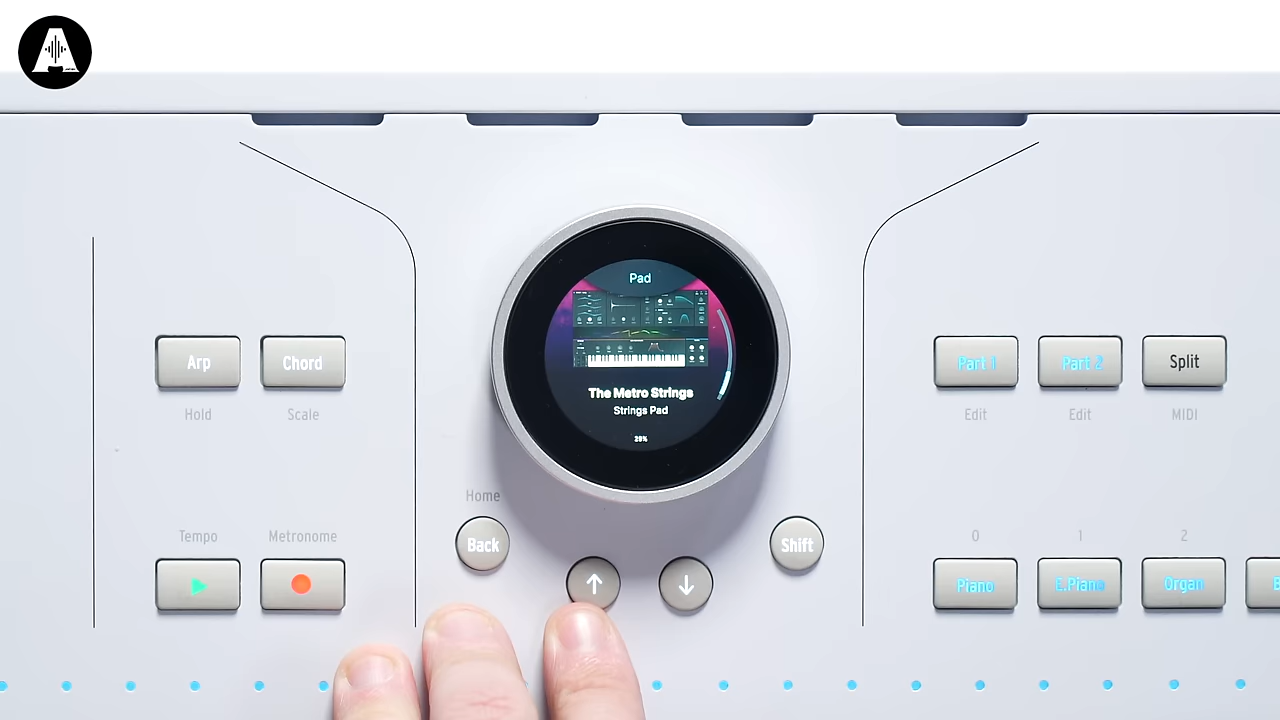 Pad
The Metro Strings
Strings Pad
28%
Arp
Chord
Hold
Scale
Tempo
Metronome
Home
Back
Shift
Part 1
Part 2
Split
Edit
Edit
MIDI
0
1
2
Piano
E.Piano
Organ